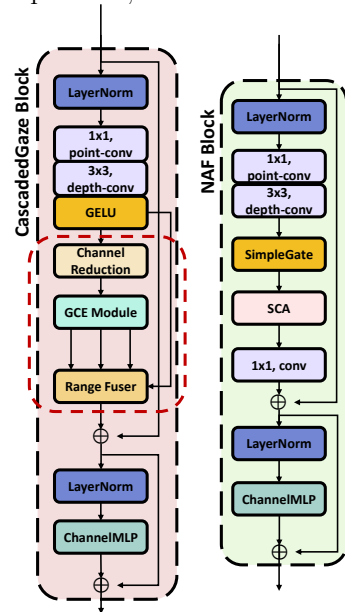 CascadedGaze Block
LayerNorm
1x1,
point-conv
3x3,
depth-conv
GELU
Channel
Reduction
GCE Module
Range Fuser
LayerNorm
ChannelMLP
NAF Block
LayerNorm
1x1,
point-conv
3x3,
depth-conv
SimpleGate
SCA
1x1, conv
LayerNorm
ChannelMLP